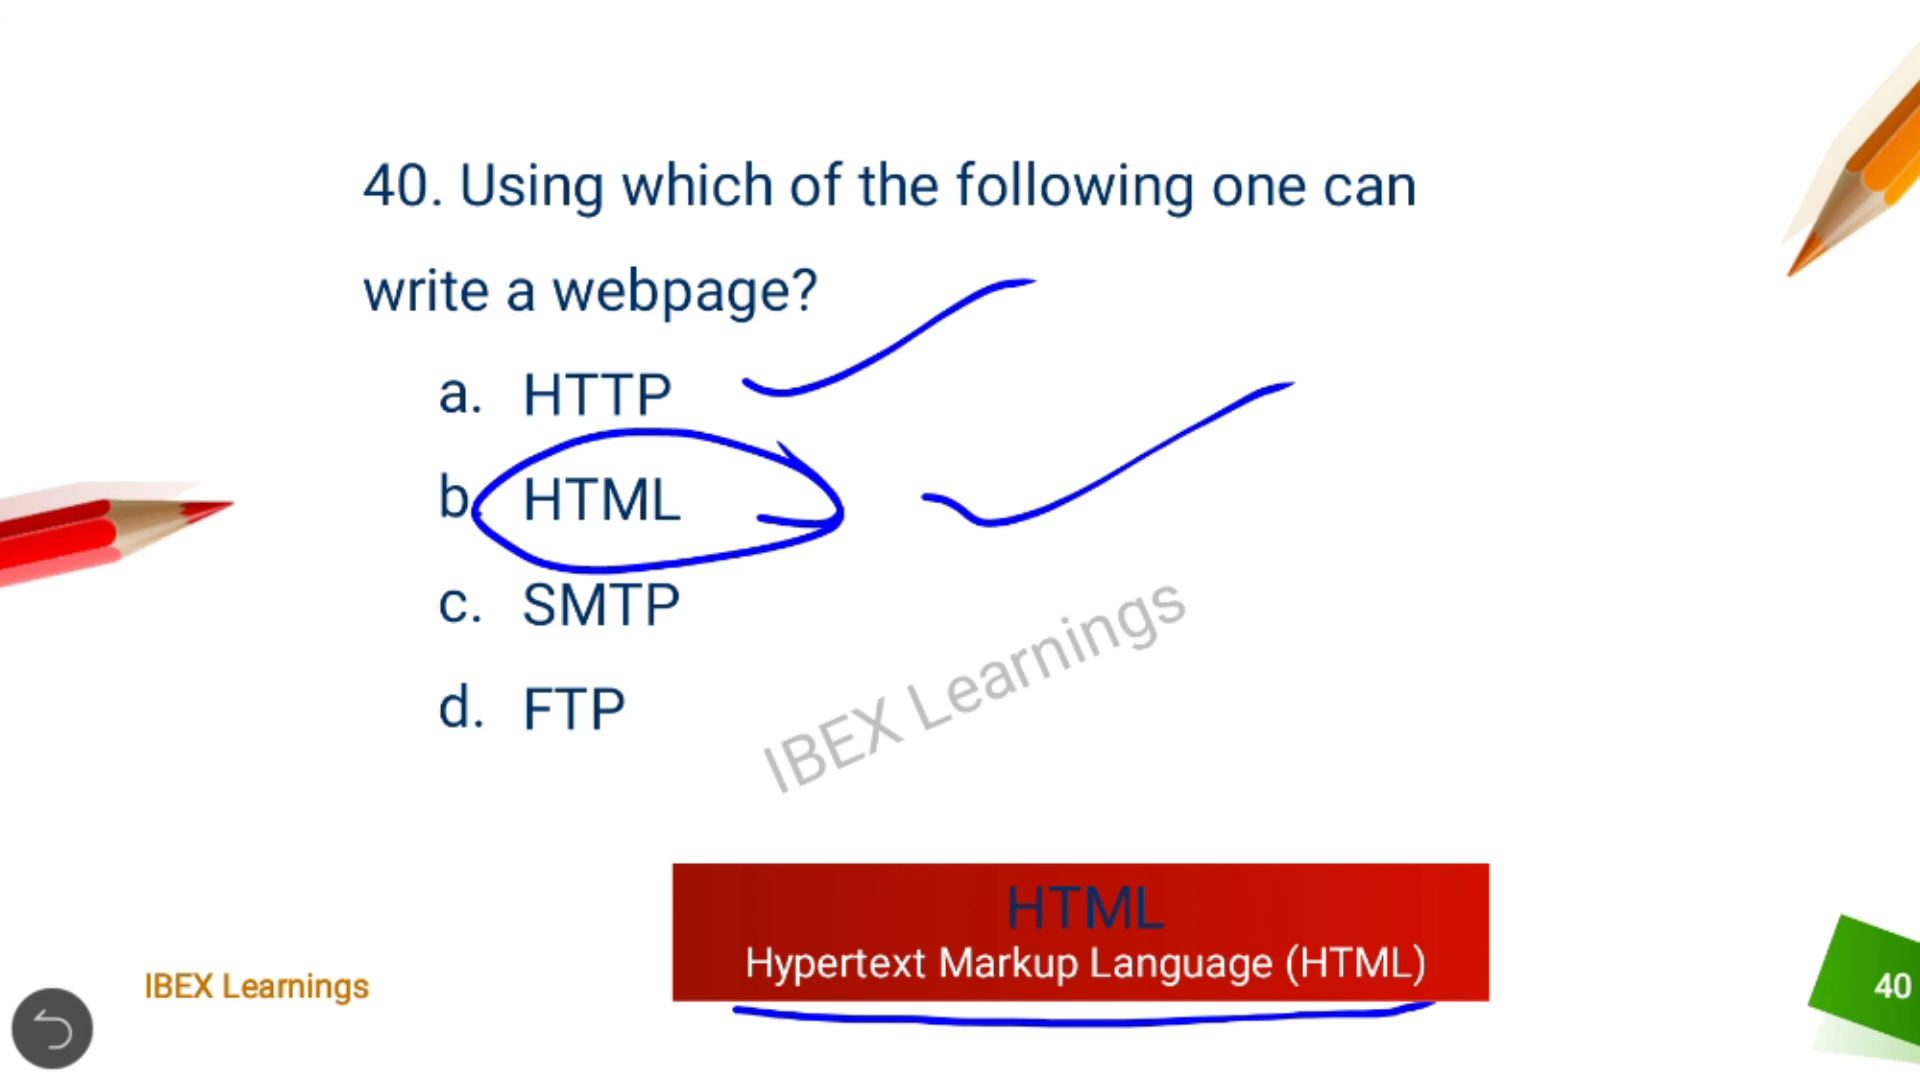 40. Using which of the following one can
write a webpage?
a. HTTP
b. HTML
c. SMTP
d. FTP
IBEX Learnings
HTML
Hypertext Markup Language (HTML)
IBEX Learnings
40